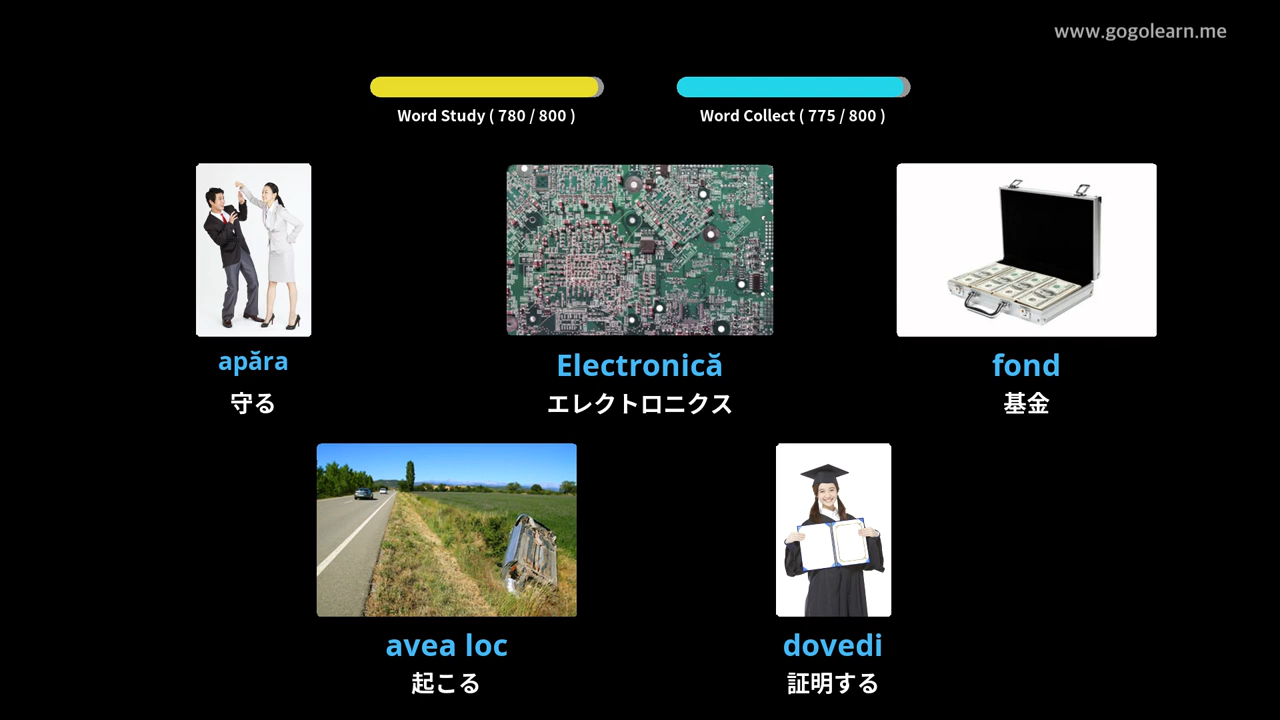 www.gogolearn.me
Word Study ( 780 / 800 )
Word Collect ( 775 / 800 )
apăra
守る
Electronică
エレクトロニクス
fond
基金
avea loc
起こる
dovedi
証明する